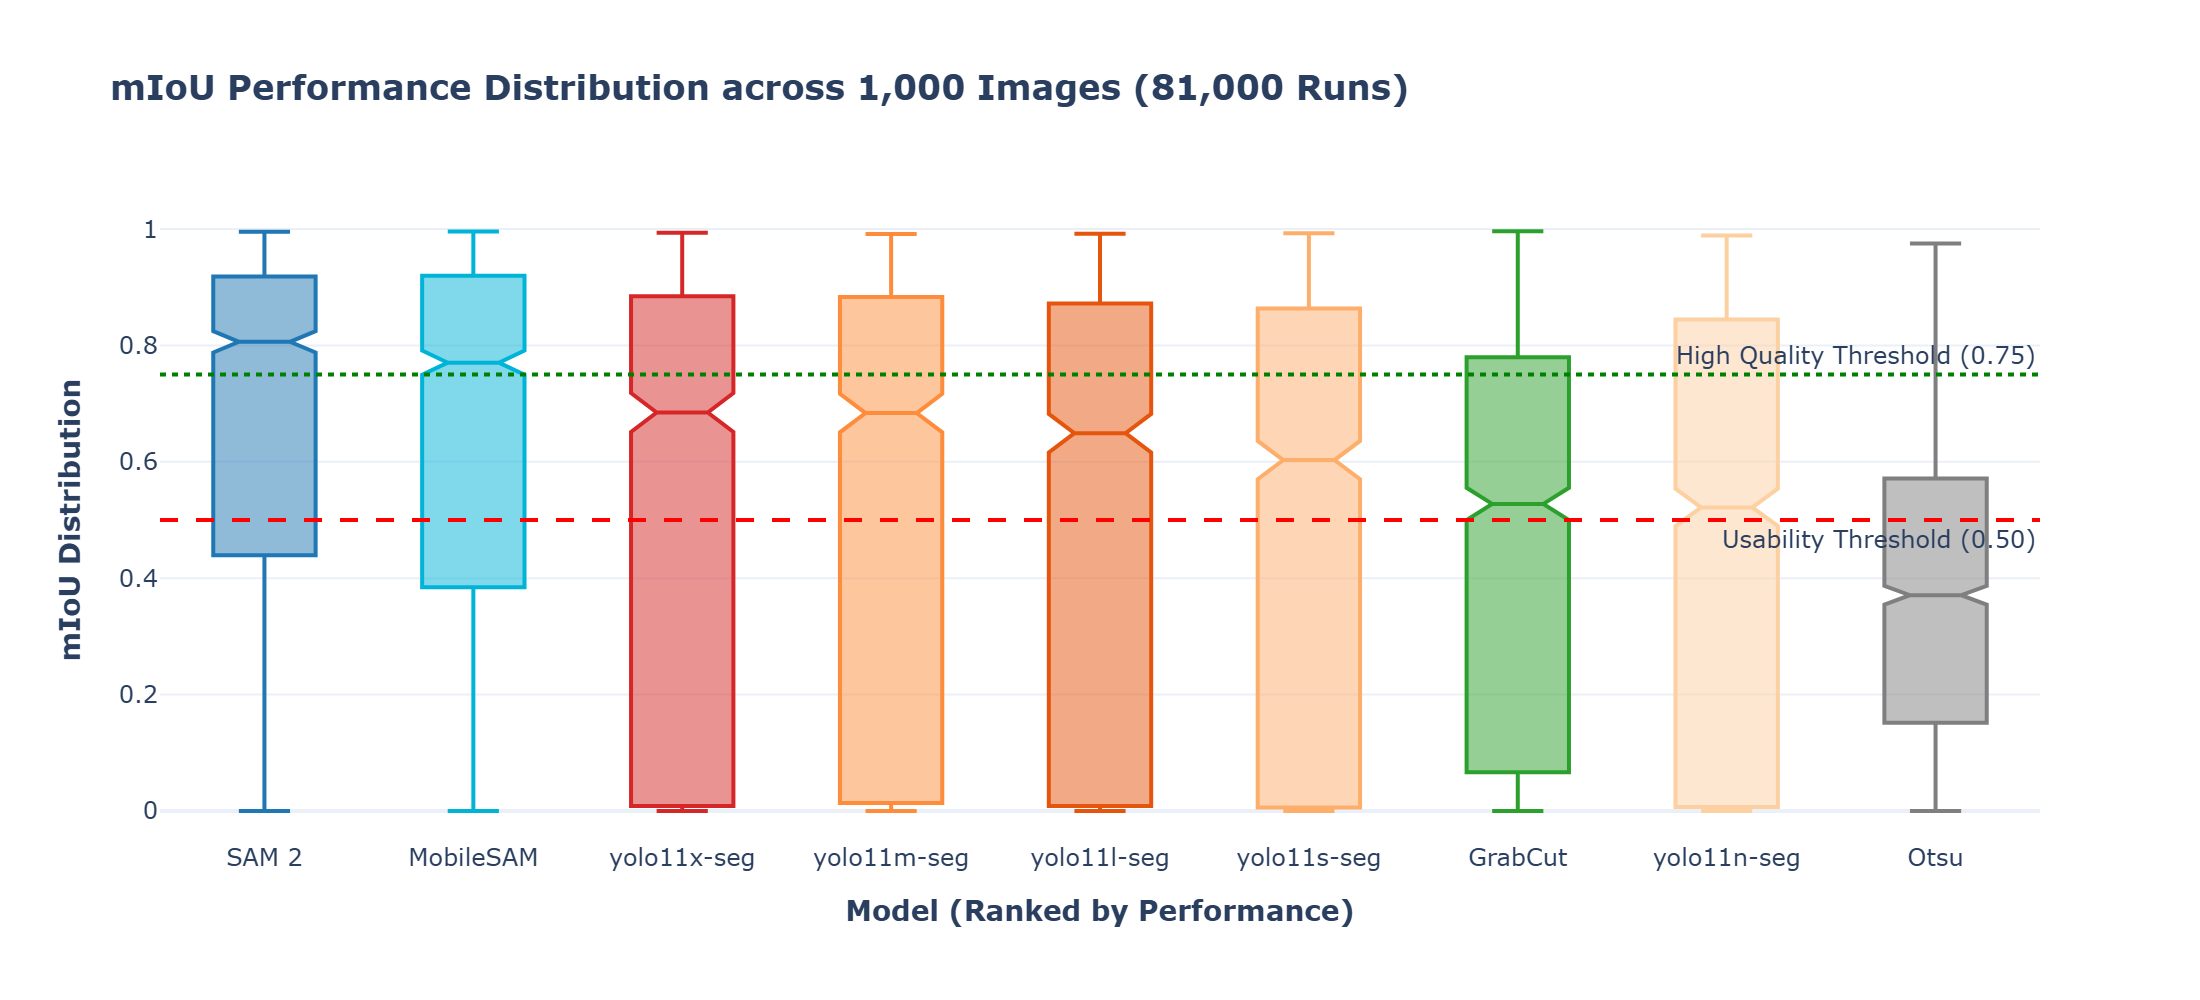 mIoU Performance Distribution across 1,000 Images (81,000 Runs)
mIoU Distribution
1
0.8
0.6
0.4
0.2
0
High Quality Threshold (0.75)
Usability Threshold (0.50)
SAM 2
MobileSAM
yolo11x-seg
yolo11m-seg
yolo11l-seg
yolo11s-seg
GrabCut
yolo11n-seg
Otsu
Model (Ranked by Performance)